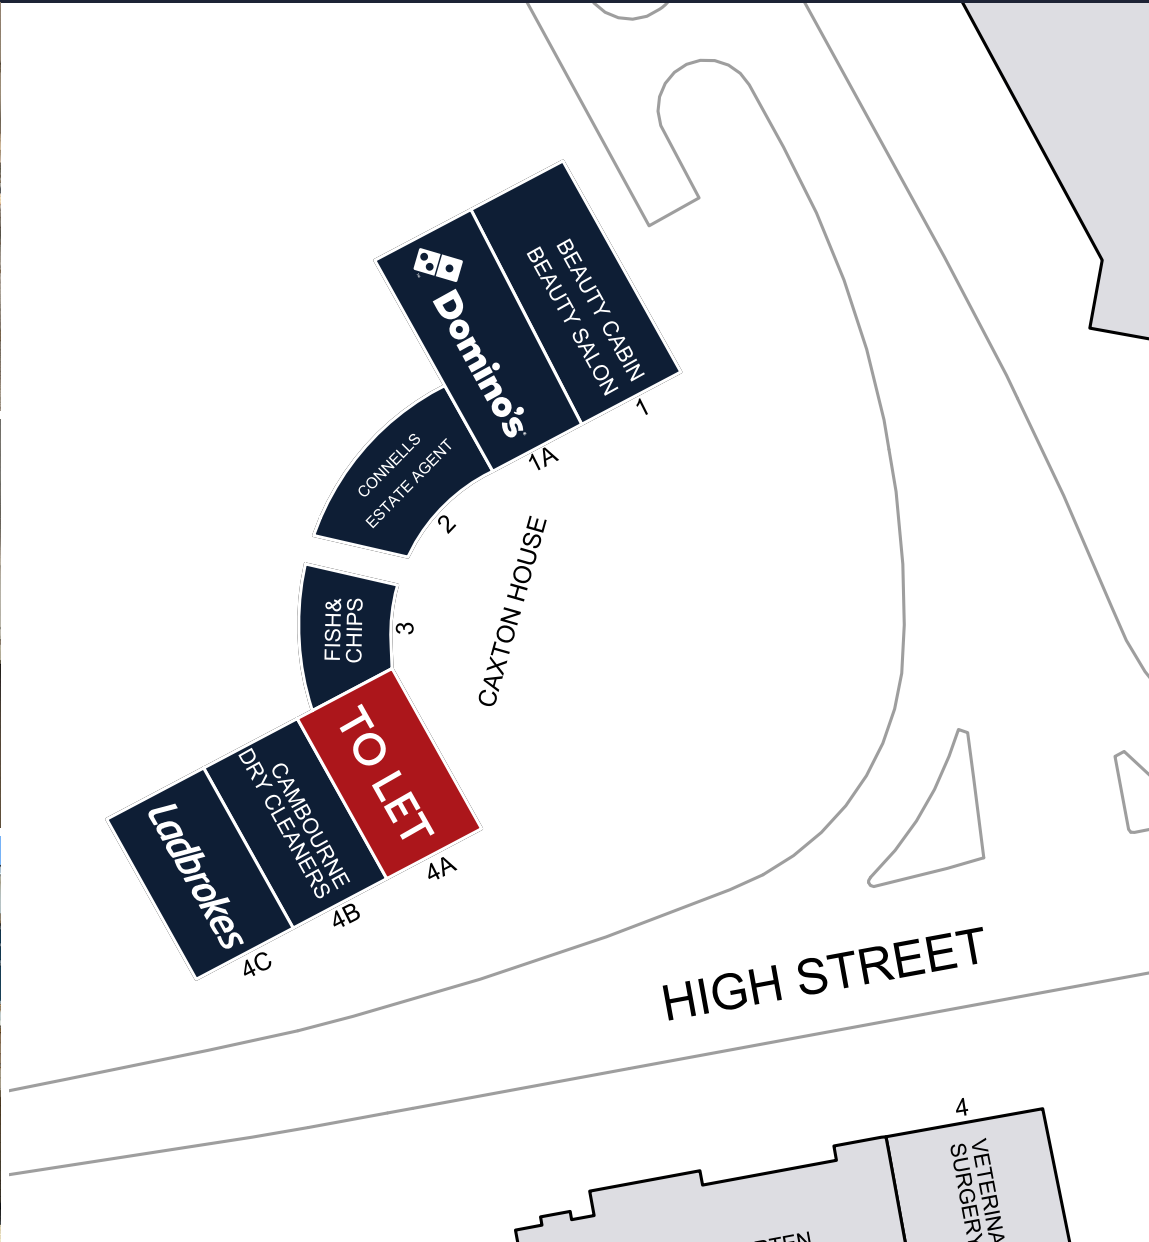 BEAUTY CABIN
BEAUTY SALON
1
Domino's
1A
CONNELLS
ESTATE AGENT
2
CAXTON HOUSE
FISH&
CHIPS
3
TO LET
4A
CAMBOURNE
DRY CLEANERS
4B
Ladbrokes
4C
HIGH STREET
4
SURGERY